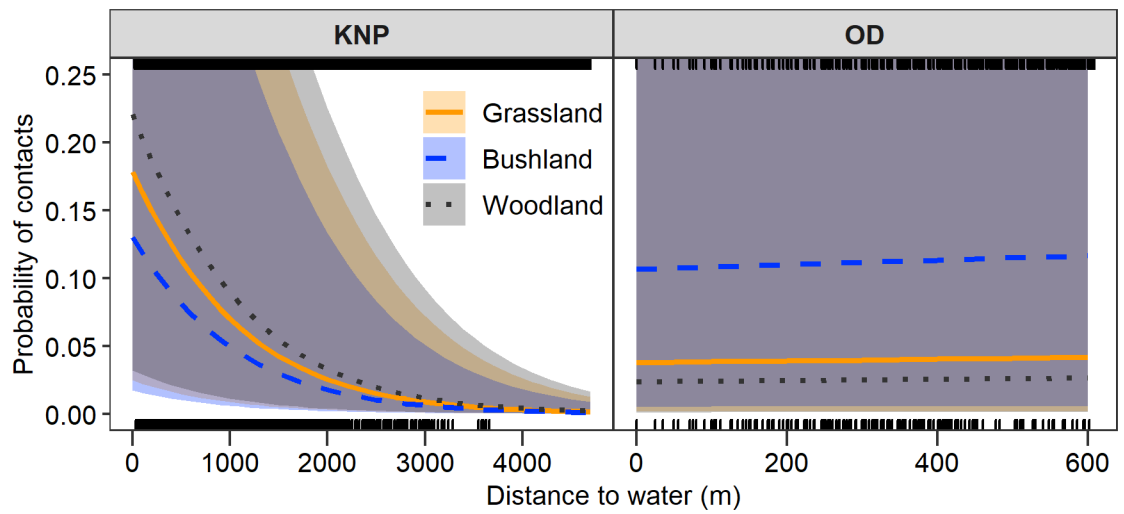 KNP OD
Probability of contacts
0.25
0.20
0.15
0.10
0.05
0.00
Grassland
Bushland
Woodland
0 1000 2000 3000 4000 0 200 400 600
Distance to water (m)